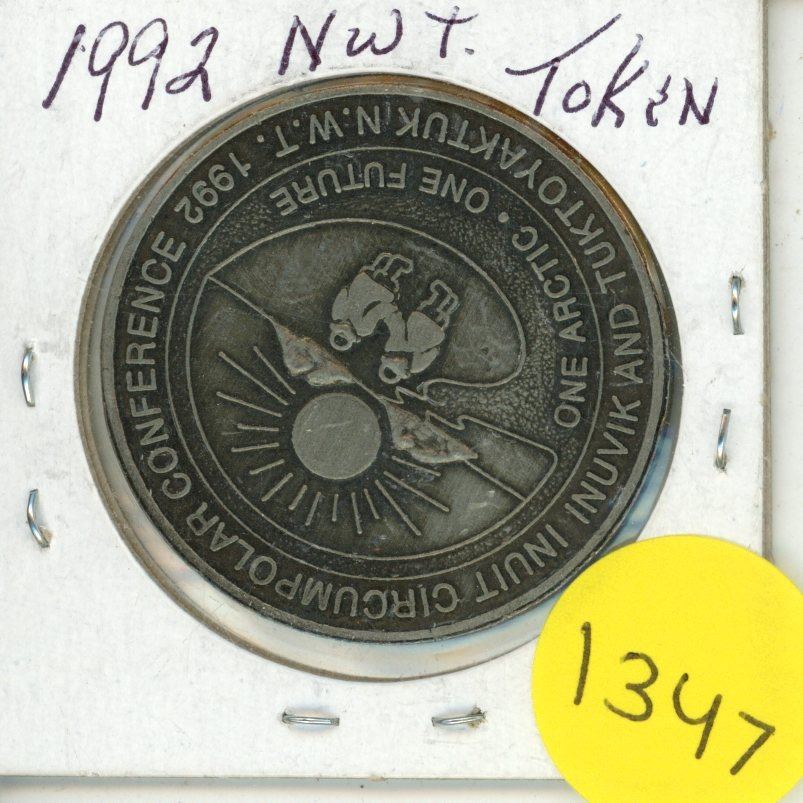 1992 NWT. TOKEN
INUIT CIRCUMPOLAR CONFERENCE 1992
INUVIK AND TUKTOYAKTUK N.W.T.
ONE ARCTIC • ONE FUTURE
1347